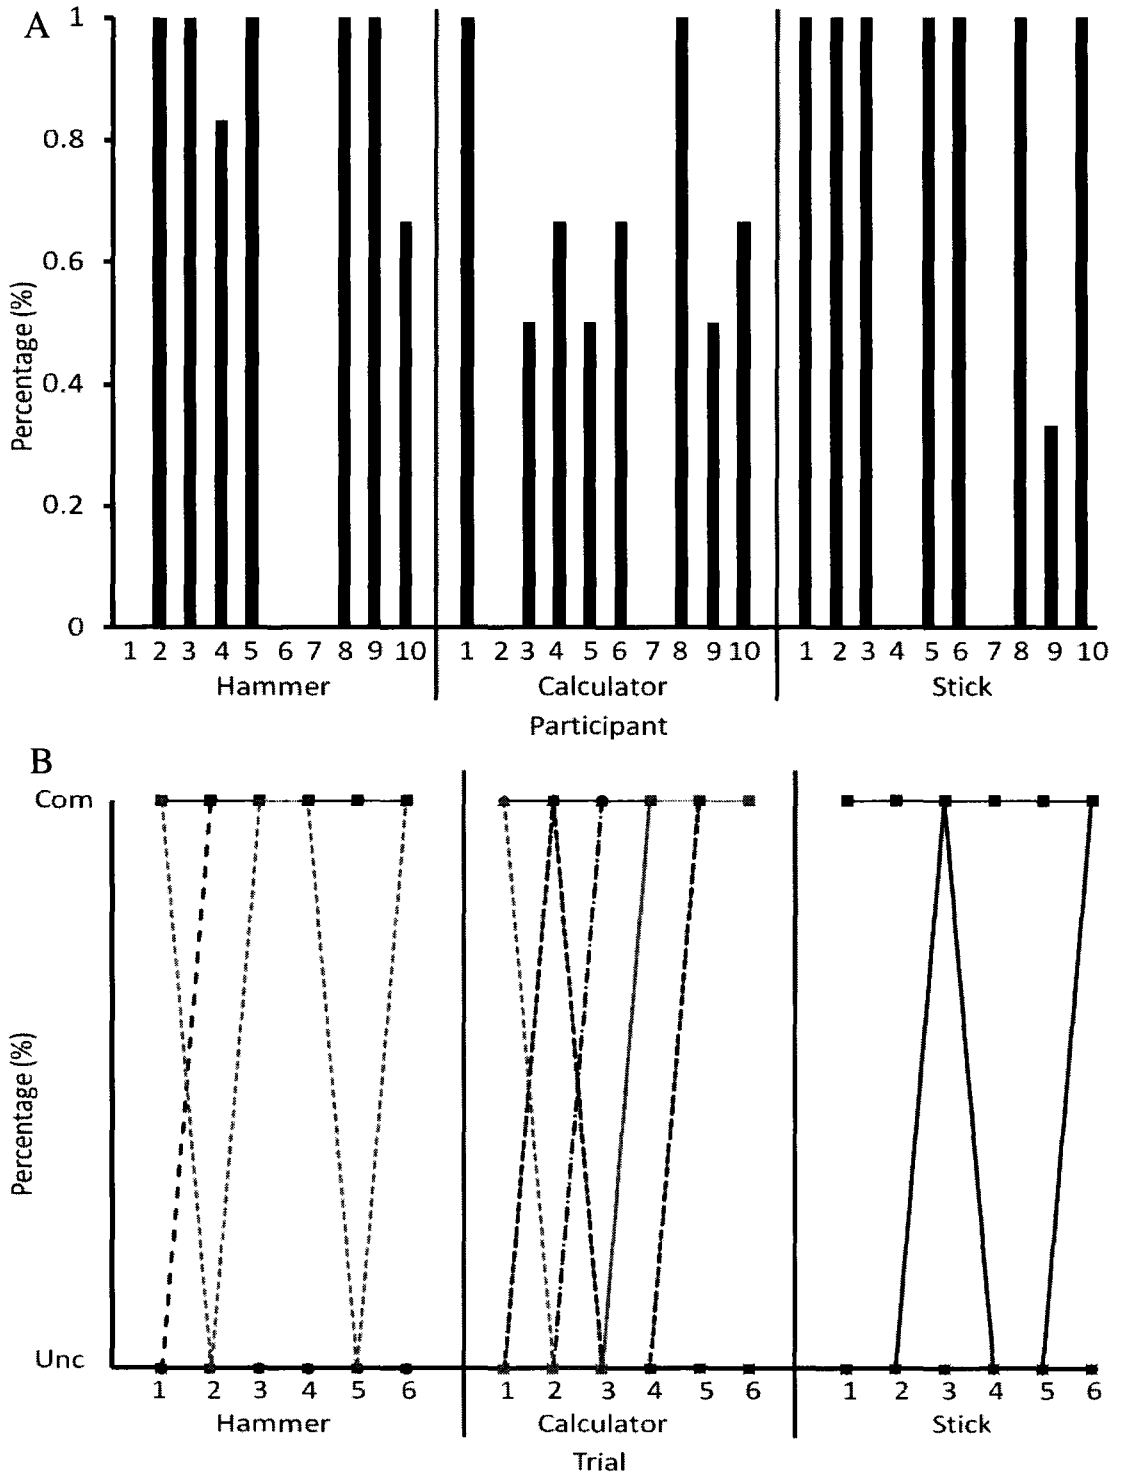 A
1
0.8
0.6
0.4
0.2
0
Percentage (%)
1 2 3 4 5 6 7 8 9 10 1 2 3 4 5 6 7 8 9 10 1 2 3 4 5 6 7 8 9 10
Hammer Calculator Stick
Participant
B
Com
Percentage (%)
Unc
1 2 3 4 5 6 1 2 3 4 5 6 1 2 3 4 5 6
Hammer Calculator Stick
Trial